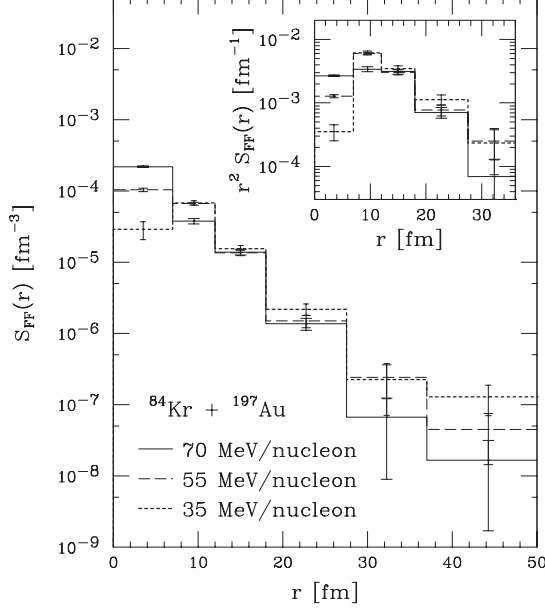 10⁻²
10⁻³
10⁻⁴
10⁻⁵
10⁻⁶
10⁻⁷
10⁻⁸
10⁻⁹
S_FF(r) [fm⁻³]
0 10 20 30 40 50
r [fm]
⁸⁴Kr + ¹⁹⁷Au
70 MeV/nucleon
55 MeV/nucleon
35 MeV/nucleon
10⁻²
10⁻³
10⁻⁴
r² S_FF(r) [fm⁻¹]
0 10 20 30
r [fm]